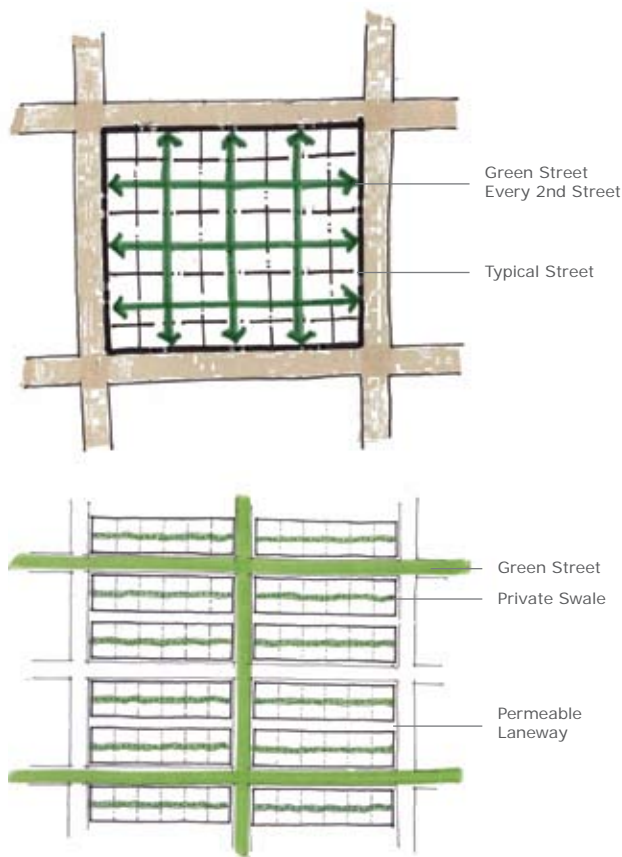 Green Street
Every 2nd Street
Typical Street
Green Street
Private Swale
Permeable
Laneway